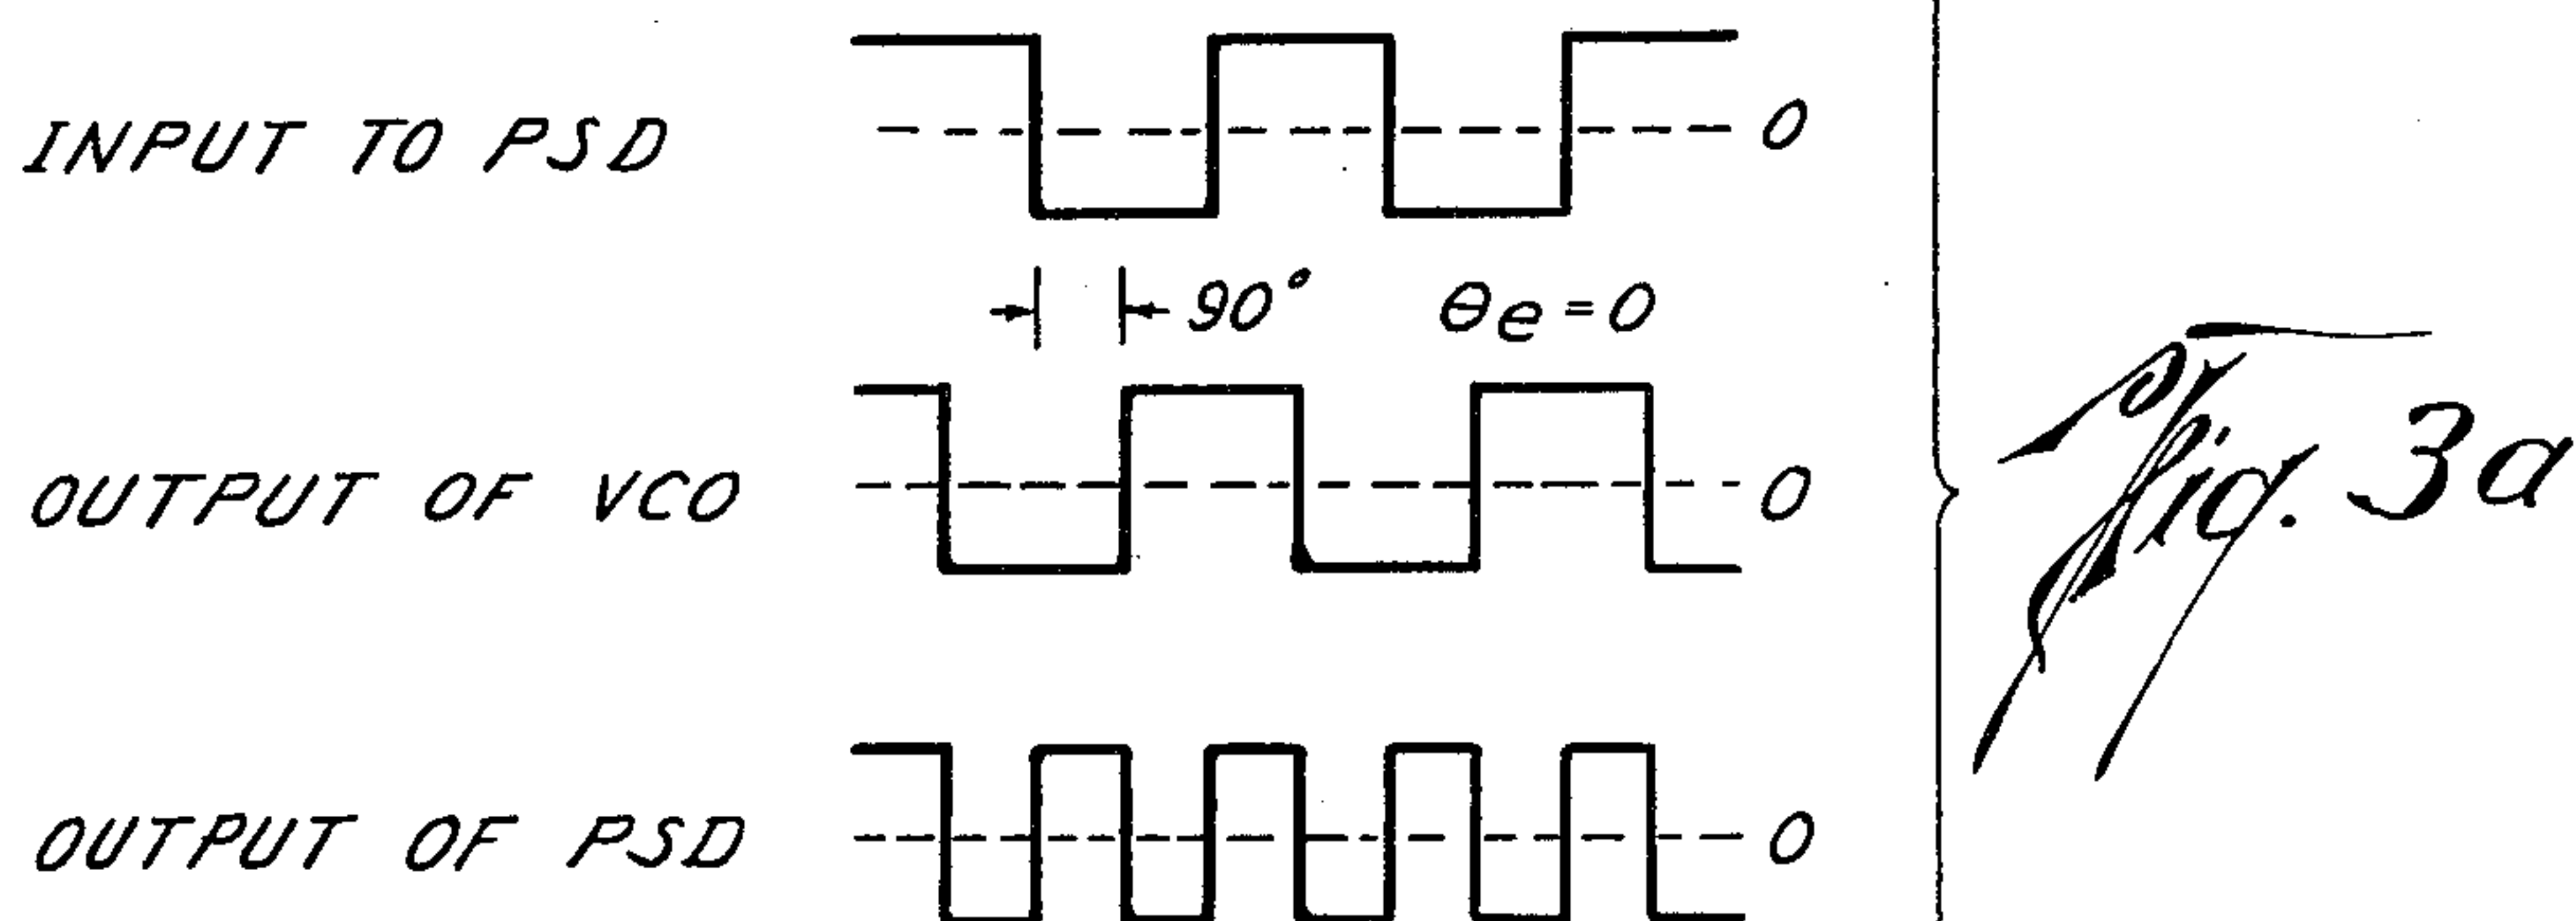 INPUT TO PSD
0
90° θe=0
OUTPUT OF VCO
0
OUTPUT OF PSD
0
Fig. 3a